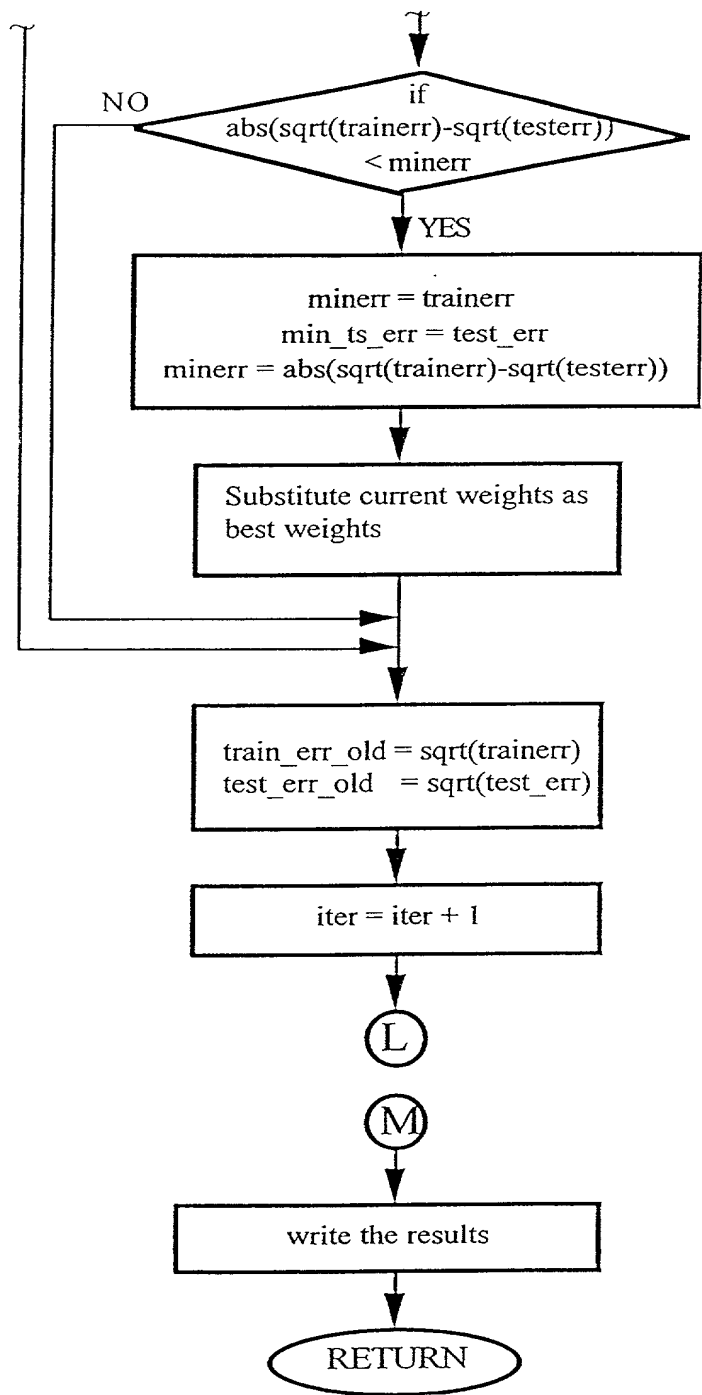 NO
if
abs(sqrt(trainerr)-sqrt(testerr))
< minerr
YES
minerr = trainerr
min_ts_err = test_err
minerr = abs(sqrt(trainerr)-sqrt(testerr))
Substitute current weights as
best weights
train_err_old = sqrt(trainerr)
test_err_old = sqrt(test_err)
iter = iter + 1
L
M
write the results
RETURN